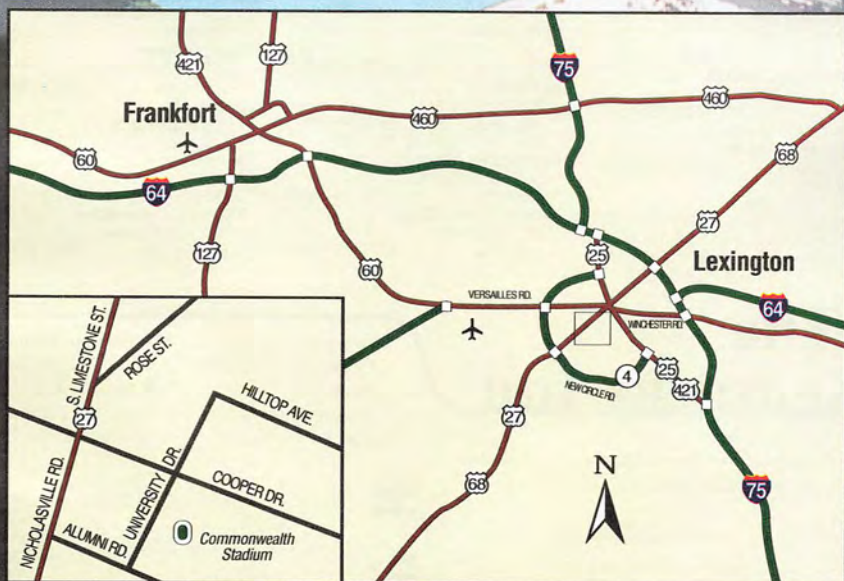 421
127
75
Frankfort
460
460
60
68
64
27
127
25
Lexington
60
VERSAILLES RD.
64
WINCHESTER RD.
4
25
NEW CIRCLE RD.
421
27
N
68
75
S. LIMESTONE ST.
ROSE ST.
HILLTOP AVE.
27
UNIVERSITY DR.
COOPER DR.
NICHOLASVILLE RD.
ALUMNI RD.
Commonwealth
Stadium